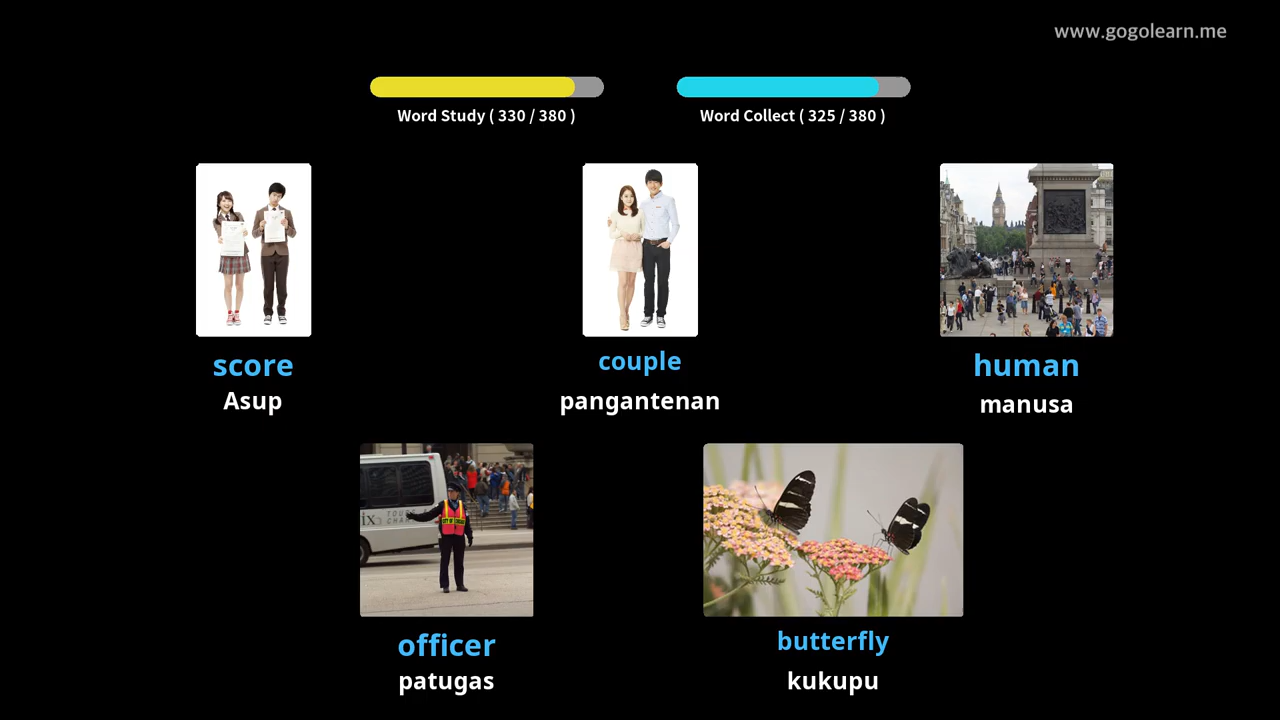 www.gogolearn.me
Word Study ( 330 / 380 )
Word Collect ( 325 / 380 )
score
Asup
couple
pangantenan
human
manusa
officer
patugas
butterfly
kukupu